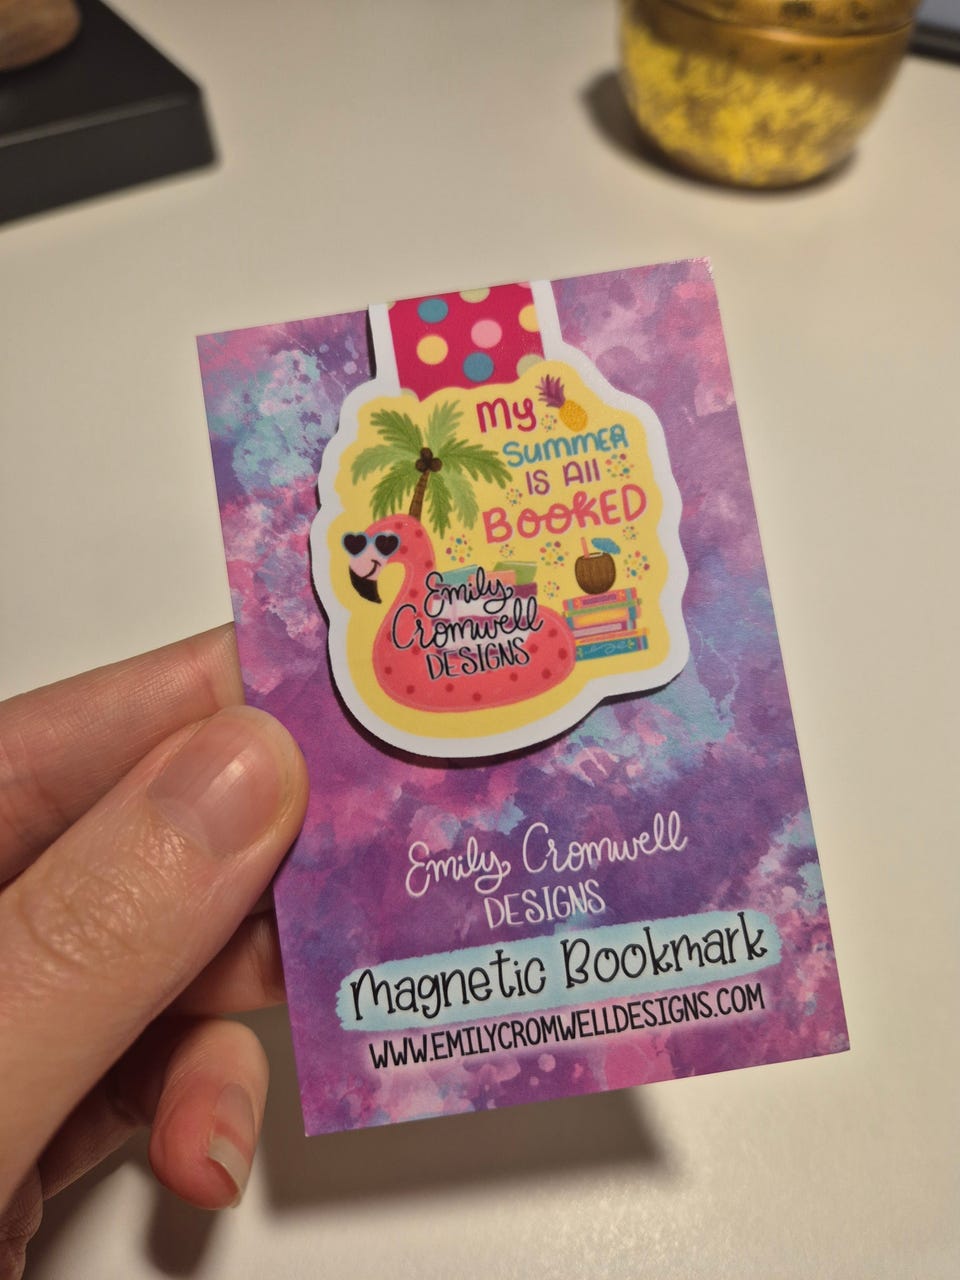 My
Summer
is All
Booked
Emily
Cromwell
DESIGNS
Emily Cromwell
DESIGNS
Magnetic Bookmark
WWW.EMILYCROMWELLDESIGNS.COM